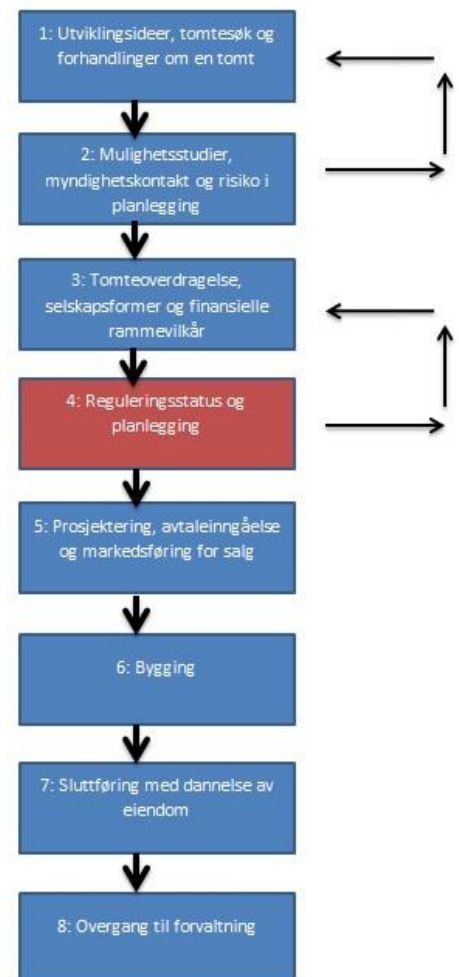 1: Utviklingsideer, tomtesøk og
forhandlinger om en tomt
2: Mulighetsstudier,
myndighetskontakt og risiko i
planlegging
3: Tomteoverdragelse,
selskapsformer og finansielle
rammevilkår
4: Reguleringsstatus og
planlegging
5: Prosjektering, avtaleinngåelse
og markedsføring for salg
6: Bygging
7: Sluttføring med dannelse av
eiendom
8: Overgang til forvaltning